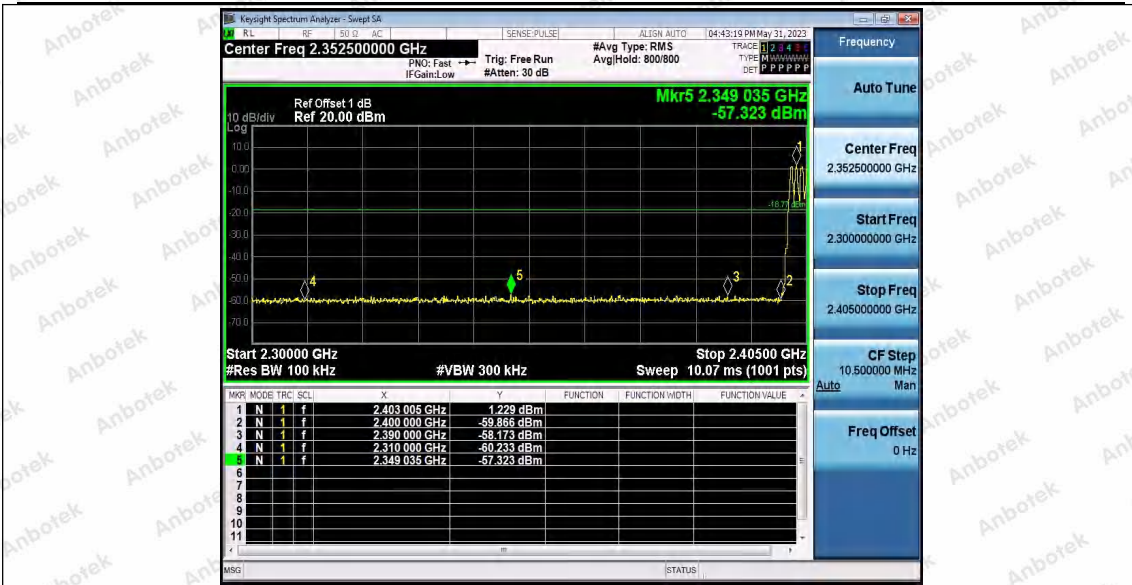 Keysight Spectrum Analyzer - Swept SA
RL RF 50 Ω AC SENSE:PULSE ALIGN AUTO 04:43:19 PM May 31, 2023
Center Freq 2.352500000 GHz
PNO: Fast
IFGain:Low
Trig: Free Run
#Atten: 30 dB
#Avg Type: RMS
Avg|Hold: 800/800
TRACE 1 2 3 4 5 6
TYPE M WWWWW
DET P P P P P P
Mkr5 2.349 035 GHz
-57.323 dBm
Ref Offset 1 dB
10 dB/div Ref 20.00 dBm
Log
10.0
0.00
-10.0
-20.0
-30.0
-40.0
-50.0
-60.0
-70.0
-18.77 dBm
1
2
3
4
5
Start 2.30000 GHz Stop 2.40500 GHz
#Res BW 100 kHz #VBW 300 kHz Sweep 10.07 ms (1001 pts)
MKR MODE TRC SCL X Y FUNCTION FUNCTION WIDTH FUNCTION VALUE
1 N 1 f 2.403 005 GHz 1.229 dBm
2 N 1 f 2.400 000 GHz -59.866 dBm
3 N 1 f 2.390 000 GHz -58.173 dBm
4 N 1 f 2.310 000 GHz -60.233 dBm
5 N 1 f 2.349 035 GHz -57.323 dBm
6
7
8
9
10
11
MSG STATUS
Frequency
Auto Tune
Center Freq
2.352500000 GHz
Start Freq
2.300000000 GHz
Stop Freq
2.405000000 GHz
CF Step
10.500000 MHz
Auto Man
Freq Offset
0 Hz
Anbotek